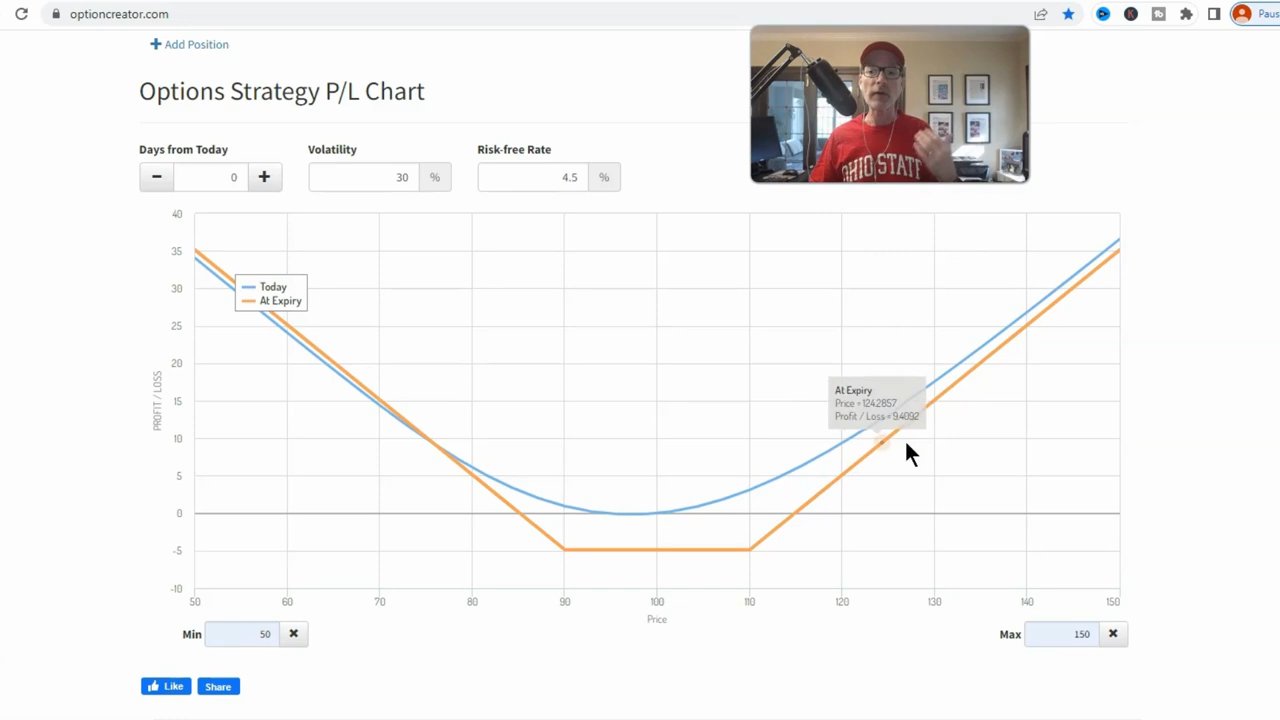 optioncreator.com
Paus
Add Position
Options Strategy P/L Chart
Days from Today
Volatility
Risk-free Rate
0
30
%
4.5
%
OHIO STATE
40
35
30
25
20
15
10
5
0
-5
-10
PROFIT / LOSS
Today
At Expiry
At Expiry
Price = 124.2857
Profit / Loss = 9.4092
50
60
70
80
90
100
110
120
130
140
150
Price
Min
50
Max
150
Like
Share